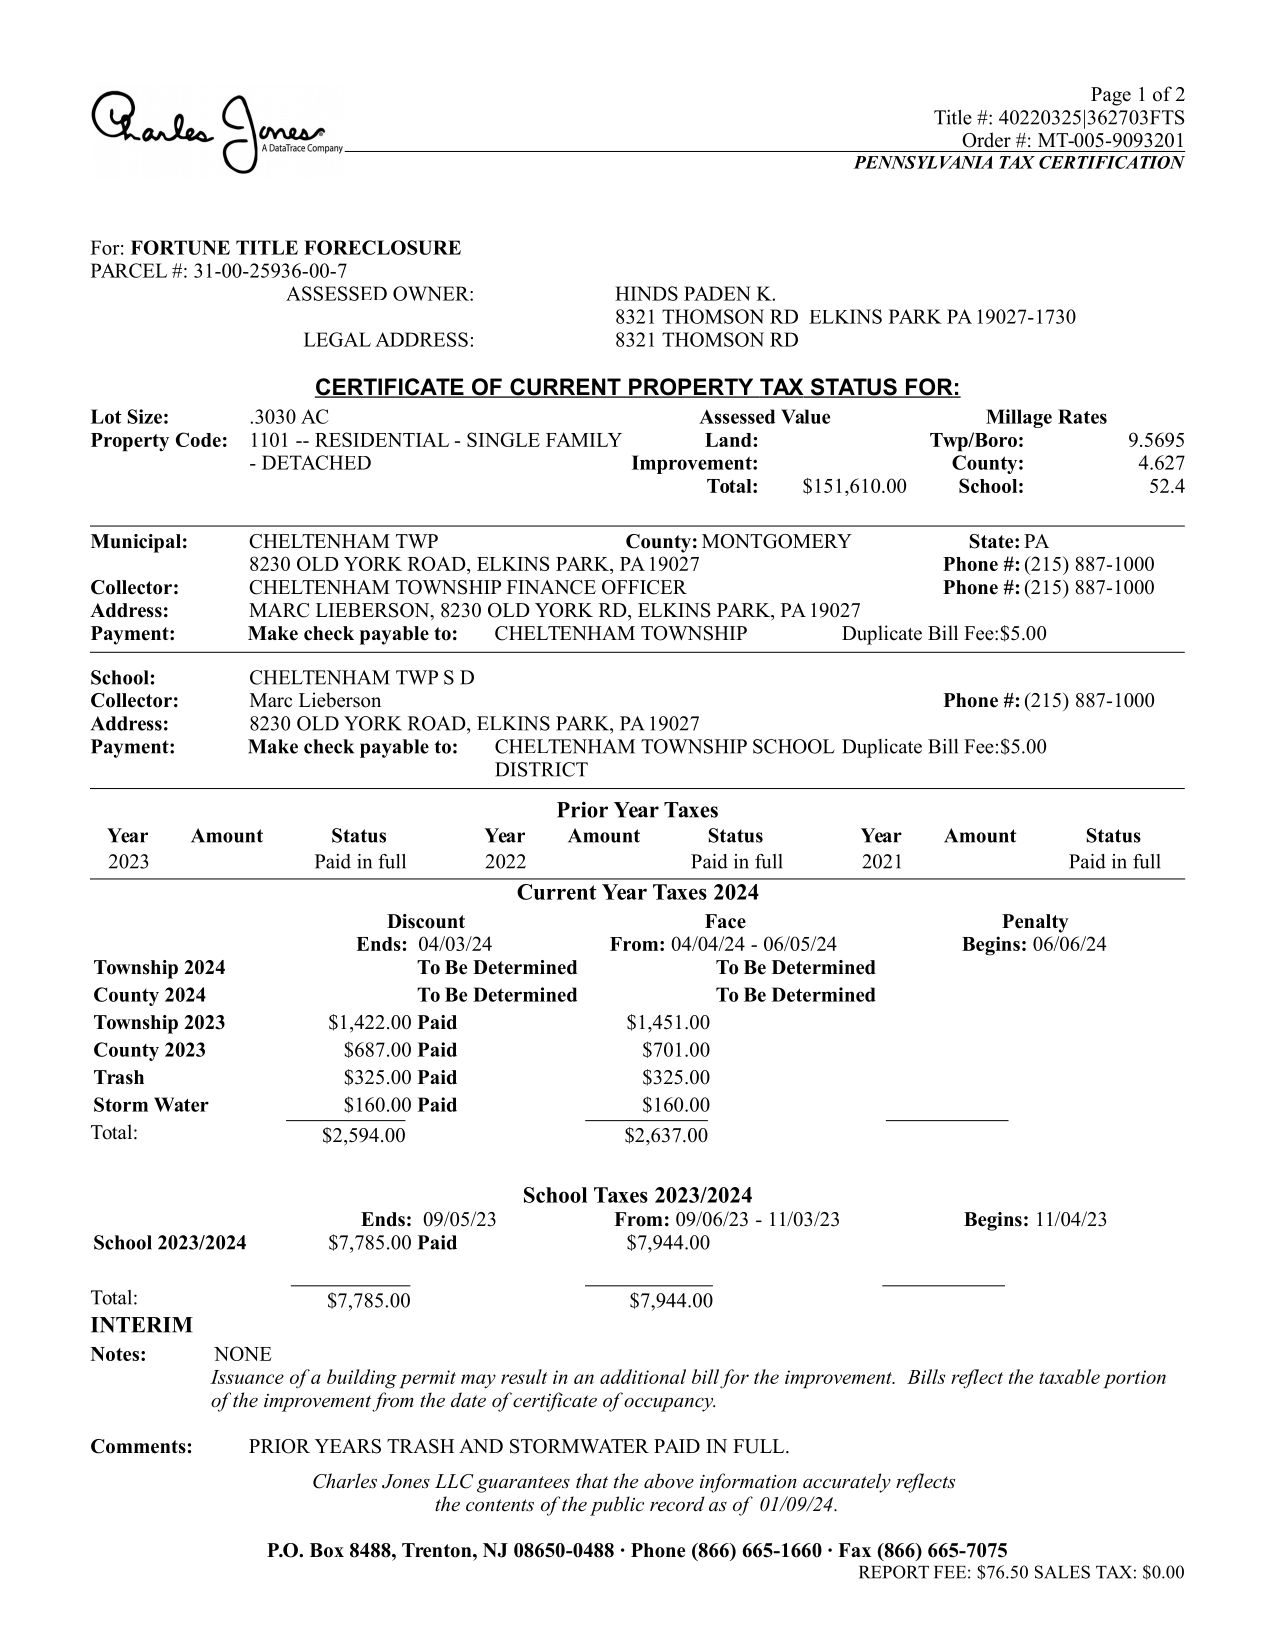 Charles Jones
A DataTrace Company
Page 1 of 2
Title #: 40220325|362703FTS
Order #: MT-005-9093201
PENNSYLVANIA TAX CERTIFICATION
For: FORTUNE TITLE FORECLOSURE
PARCEL #: 31-00-25936-00-7
ASSESSED OWNER: HINDS PADEN K.
8321 THOMSON RD ELKINS PARK PA 19027-1730
LEGAL ADDRESS: 8321 THOMSON RD
CERTIFICATE OF CURRENT PROPERTY TAX STATUS FOR:
Lot Size: .3030 AC Assessed Value Millage Rates
Property Code: 1101 -- RESIDENTIAL - SINGLE FAMILY Land: Twp/Boro: 9.5695
- DETACHED Improvement: County: 4.627
Total: $151,610.00 School: 52.4
Municipal: CHELTENHAM TWP County: MONTGOMERY State: PA
8230 OLD YORK ROAD, ELKINS PARK, PA 19027 Phone #: (215) 887-1000
Collector: CHELTENHAM TOWNSHIP FINANCE OFFICER Phone #: (215) 887-1000
Address: MARC LIEBERSON, 8230 OLD YORK RD, ELKINS PARK, PA 19027
Payment: Make check payable to: CHELTENHAM TOWNSHIP Duplicate Bill Fee:$5.00
School: CHELTENHAM TWP S D
Collector: Marc Lieberson Phone #: (215) 887-1000
Address: 8230 OLD YORK ROAD, ELKINS PARK, PA 19027
Payment: Make check payable to: CHELTENHAM TOWNSHIP SCHOOL Duplicate Bill Fee:$5.00
DISTRICT
Prior Year Taxes
Year Amount Status Year Amount Status Year Amount Status
2023 Paid in full 2022 Paid in full 2021 Paid in full
Current Year Taxes 2024
Discount Face Penalty
Ends: 04/03/24 From: 04/04/24 - 06/05/24 Begins: 06/06/24
Township 2024 To Be Determined To Be Determined
County 2024 To Be Determined To Be Determined
Township 2023 $1,422.00 Paid $1,451.00
County 2023 $687.00 Paid $701.00
Trash $325.00 Paid $325.00
Storm Water $160.00 Paid $160.00
Total: $2,594.00 $2,637.00
School Taxes 2023/2024
Ends: 09/05/23 From: 09/06/23 - 11/03/23 Begins: 11/04/23
School 2023/2024 $7,785.00 Paid $7,944.00
Total: $7,785.00 $7,944.00
INTERIM
Notes: NONE
Issuance of a building permit may result in an additional bill for the improvement. Bills reflect the taxable portion
of the improvement from the date of certificate of occupancy.
Comments: PRIOR YEARS TRASH AND STORMWATER PAID IN FULL.
Charles Jones LLC guarantees that the above information accurately reflects
the contents of the public record as of 01/09/24.
P.O. Box 8488, Trenton, NJ 08650-0488 · Phone (866) 665-1660 · Fax (866) 665-7075
REPORT FEE: $76.50 SALES TAX: $0.00